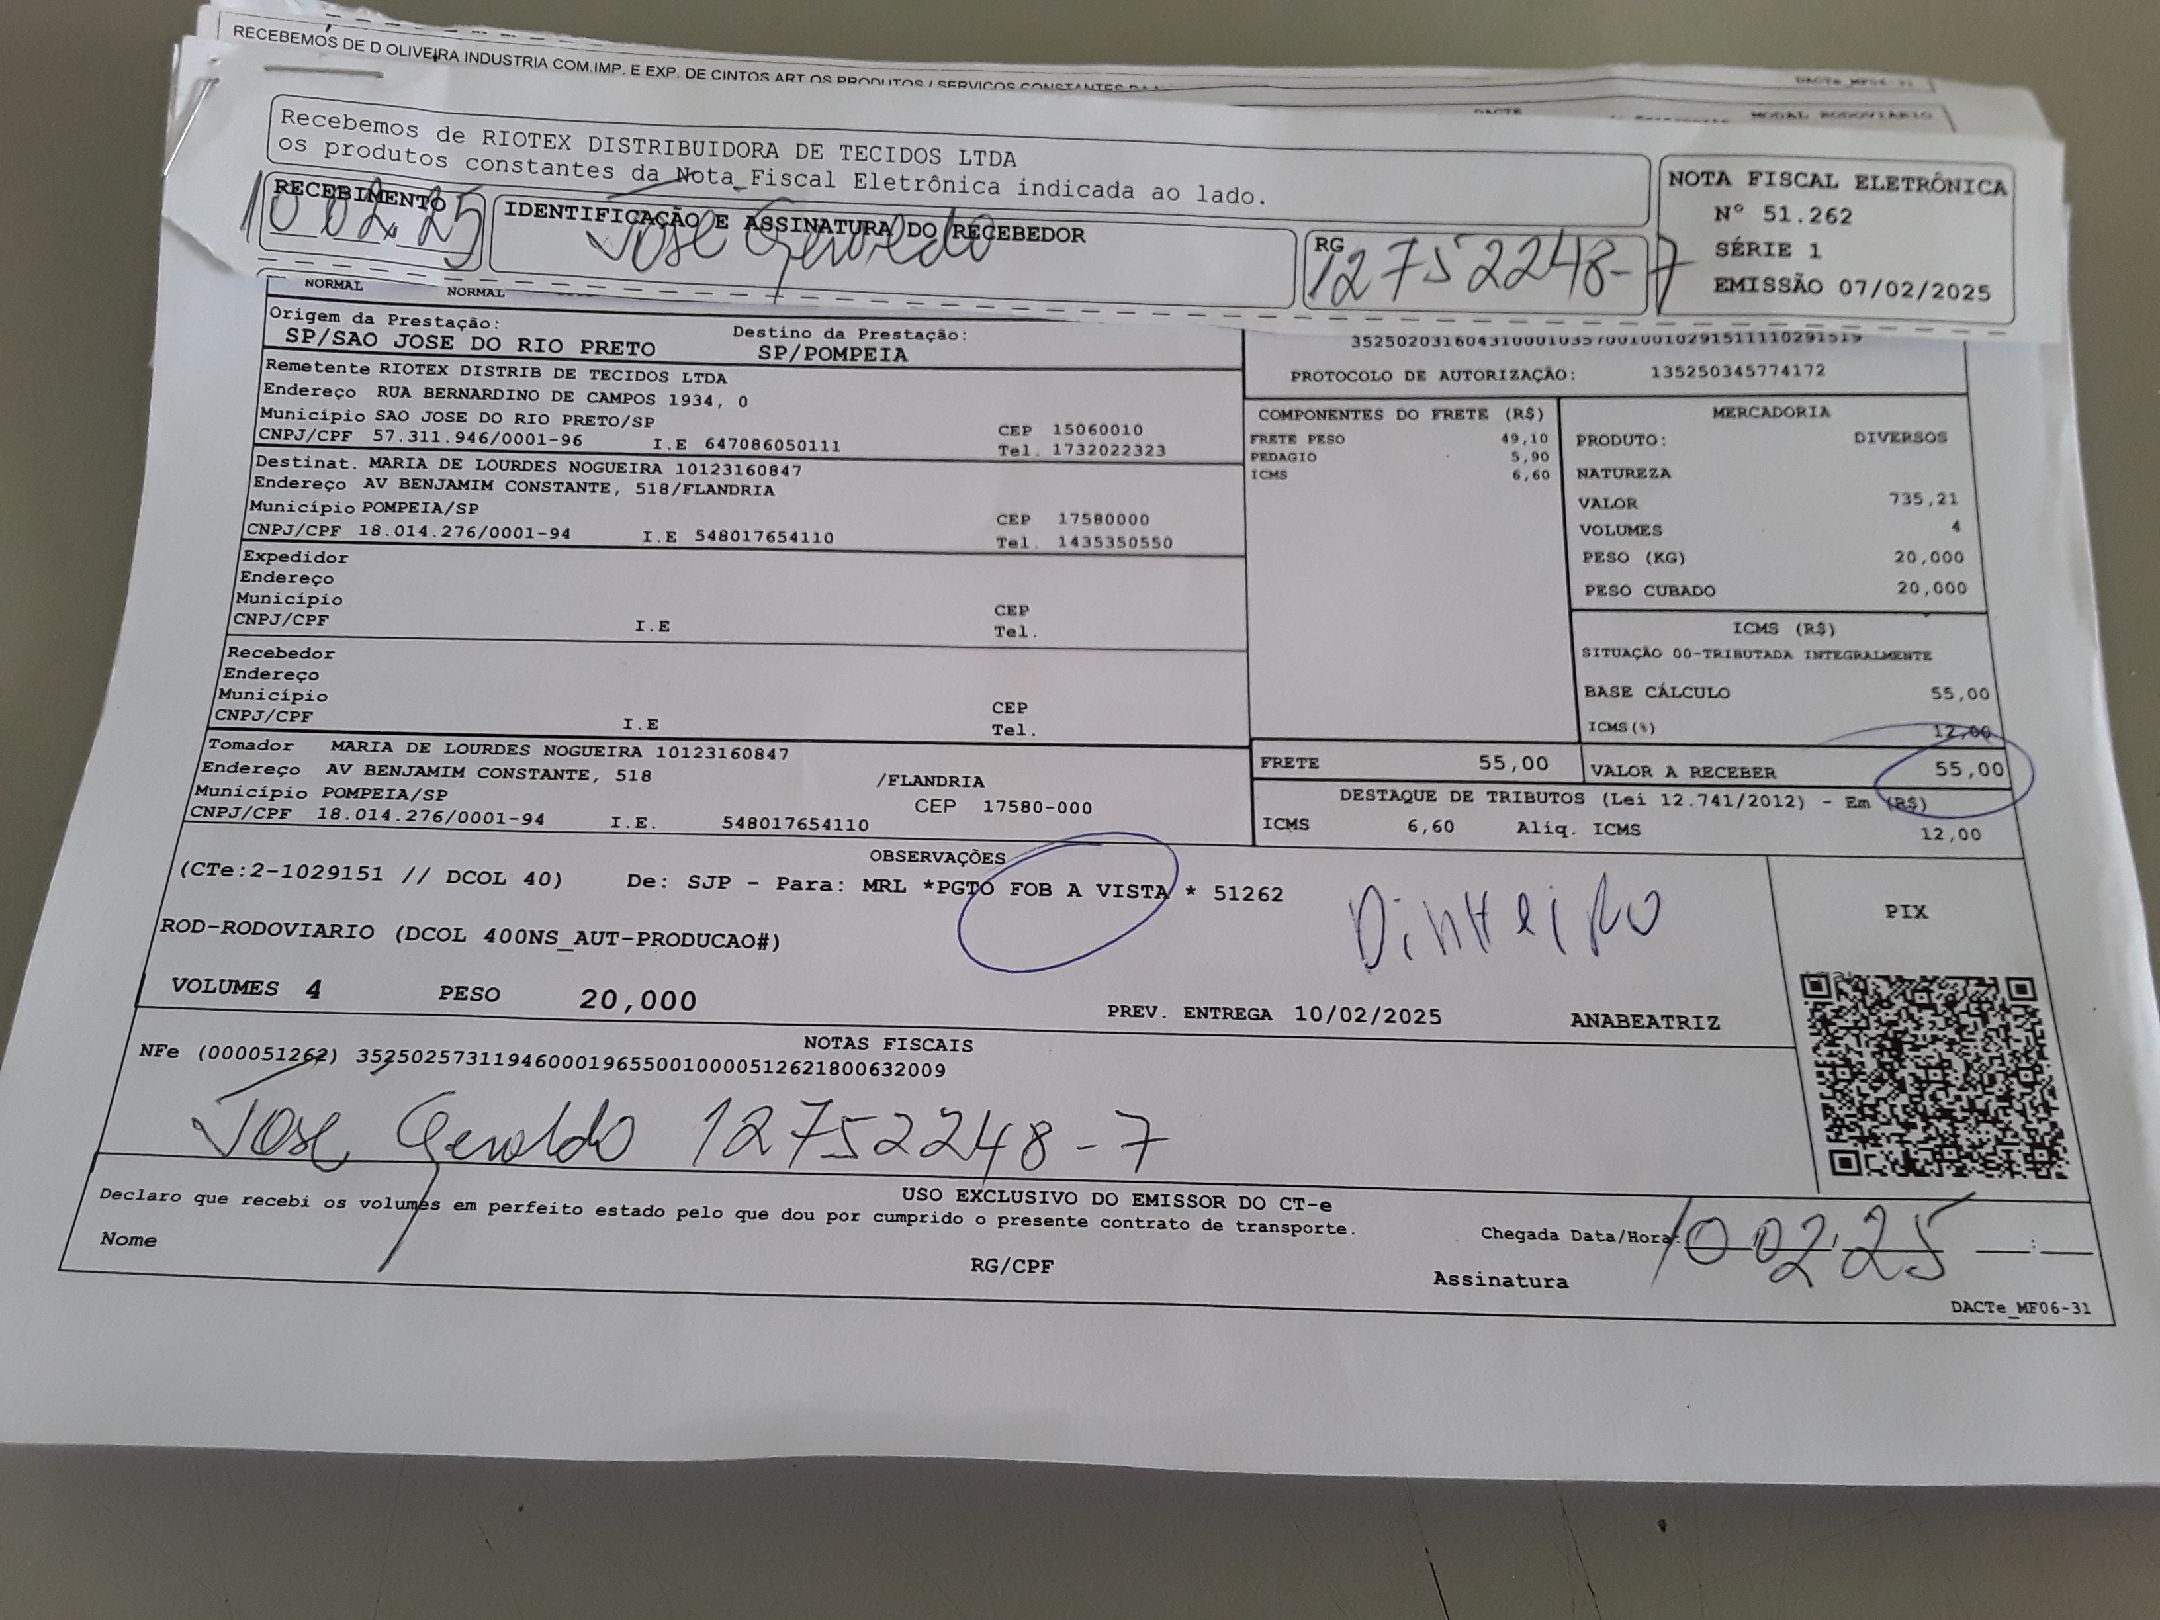 RECEBEMOS DE D OLIVEIRA INDUSTRIA COM.IMP. E EXP. DE CINTOS ART OS PRODUTOS / SERVIÇOS CONSTANTES DA
DACTe_MF06-31
DACTE
MODAL RODOVIÁRIO
Recebemos de RIOTEX DISTRIBUIDORA DE TECIDOS LTDA
os produtos constantes da Nota Fiscal Eletrônica indicada ao lado.
RECEBIMENTO
10 02.25
IDENTIFICAÇÃO E ASSINATURA DO RECEBEDOR
José Geraldo
RG
12752248-7
NOTA FISCAL ELETRÔNICA
N° 51.262
SÉRIE 1
EMISSÃO 07/02/2025
NORMAL NORMAL
Origem da Prestação: Destino da Prestação:
SP/SAO JOSE DO RIO PRETO SP/POMPEIA
PROTOCOLO DE AUTORIZAÇÃO: 135250345774172
Remetente RIOTEX DISTRIB DE TECIDOS LTDA
Endereço RUA BERNARDINO DE CAMPOS 1934, 0
Município SAO JOSE DO RIO PRETO/SP CEP 15060010
CNPJ/CPF 57.311.946/0001-96 I.E 647086050111 Tel. 1732022323
Destinat. MARIA DE LOURDES NOGUEIRA 10123160847
Endereço AV BENJAMIM CONSTANTE, 518/FLANDRIA
Município POMPEIA/SP CEP 17580000
CNPJ/CPF 18.014.276/0001-94 I.E 548017654110 Tel. 1435350550
Expedidor
Endereço
Município CEP
CNPJ/CPF I.E Tel.
Recebedor
Endereço
Município CEP
CNPJ/CPF I.E Tel.
Tomador MARIA DE LOURDES NOGUEIRA 10123160847
Endereço AV BENJAMIM CONSTANTE, 518 /FLANDRIA
Município POMPEIA/SP CEP 17580-000
CNPJ/CPF 18.014.276/0001-94 I.E. 548017654110
COMPONENTES DO FRETE (R$)
FRETE PESO 49,10
PEDAGIO 5,90
ICMS 6,60
MERCADORIA
PRODUTO: DIVERSOS
NATUREZA
VALOR 735,21
VOLUMES 4
PESO (KG) 20,000
PESO CUBADO 20,000
ICMS (R$)
SITUAÇÃO 00-TRIBUTADA INTEGRALMENTE
BASE CÁLCULO 55,00
ICMS(%) 12,00
FRETE 55,00 VALOR A RECEBER 55,00
DESTAQUE DE TRIBUTOS (Lei 12.741/2012) - Em (R$)
ICMS 6,60 Aliq. ICMS 12,00
OBSERVAÇÕES
(CTe:2-1029151 // DCOL 40) De: SJP - Para: MRL *PGTO FOB A VISTA * 51262
Dinheiro
ROD-RODOVIARIO (DCOL 400NS_AUT-PRODUCAO#)
VOLUMES 4 PESO 20,000 PREV. ENTREGA 10/02/2025 ANABEATRIZ
PIX
NOTAS FISCAIS
NFe (000051262) 35250257311946000196550010000512621800632009
José Geraldo 12752248-7
USO EXCLUSIVO DO EMISSOR DO CT-e
Declaro que recebi os volumes em perfeito estado pelo que dou por cumprido o presente contrato de transporte.
Chegada Data/Hora: 10 02.25 __:__
Nome RG/CPF Assinatura
DACTe_MF06-31